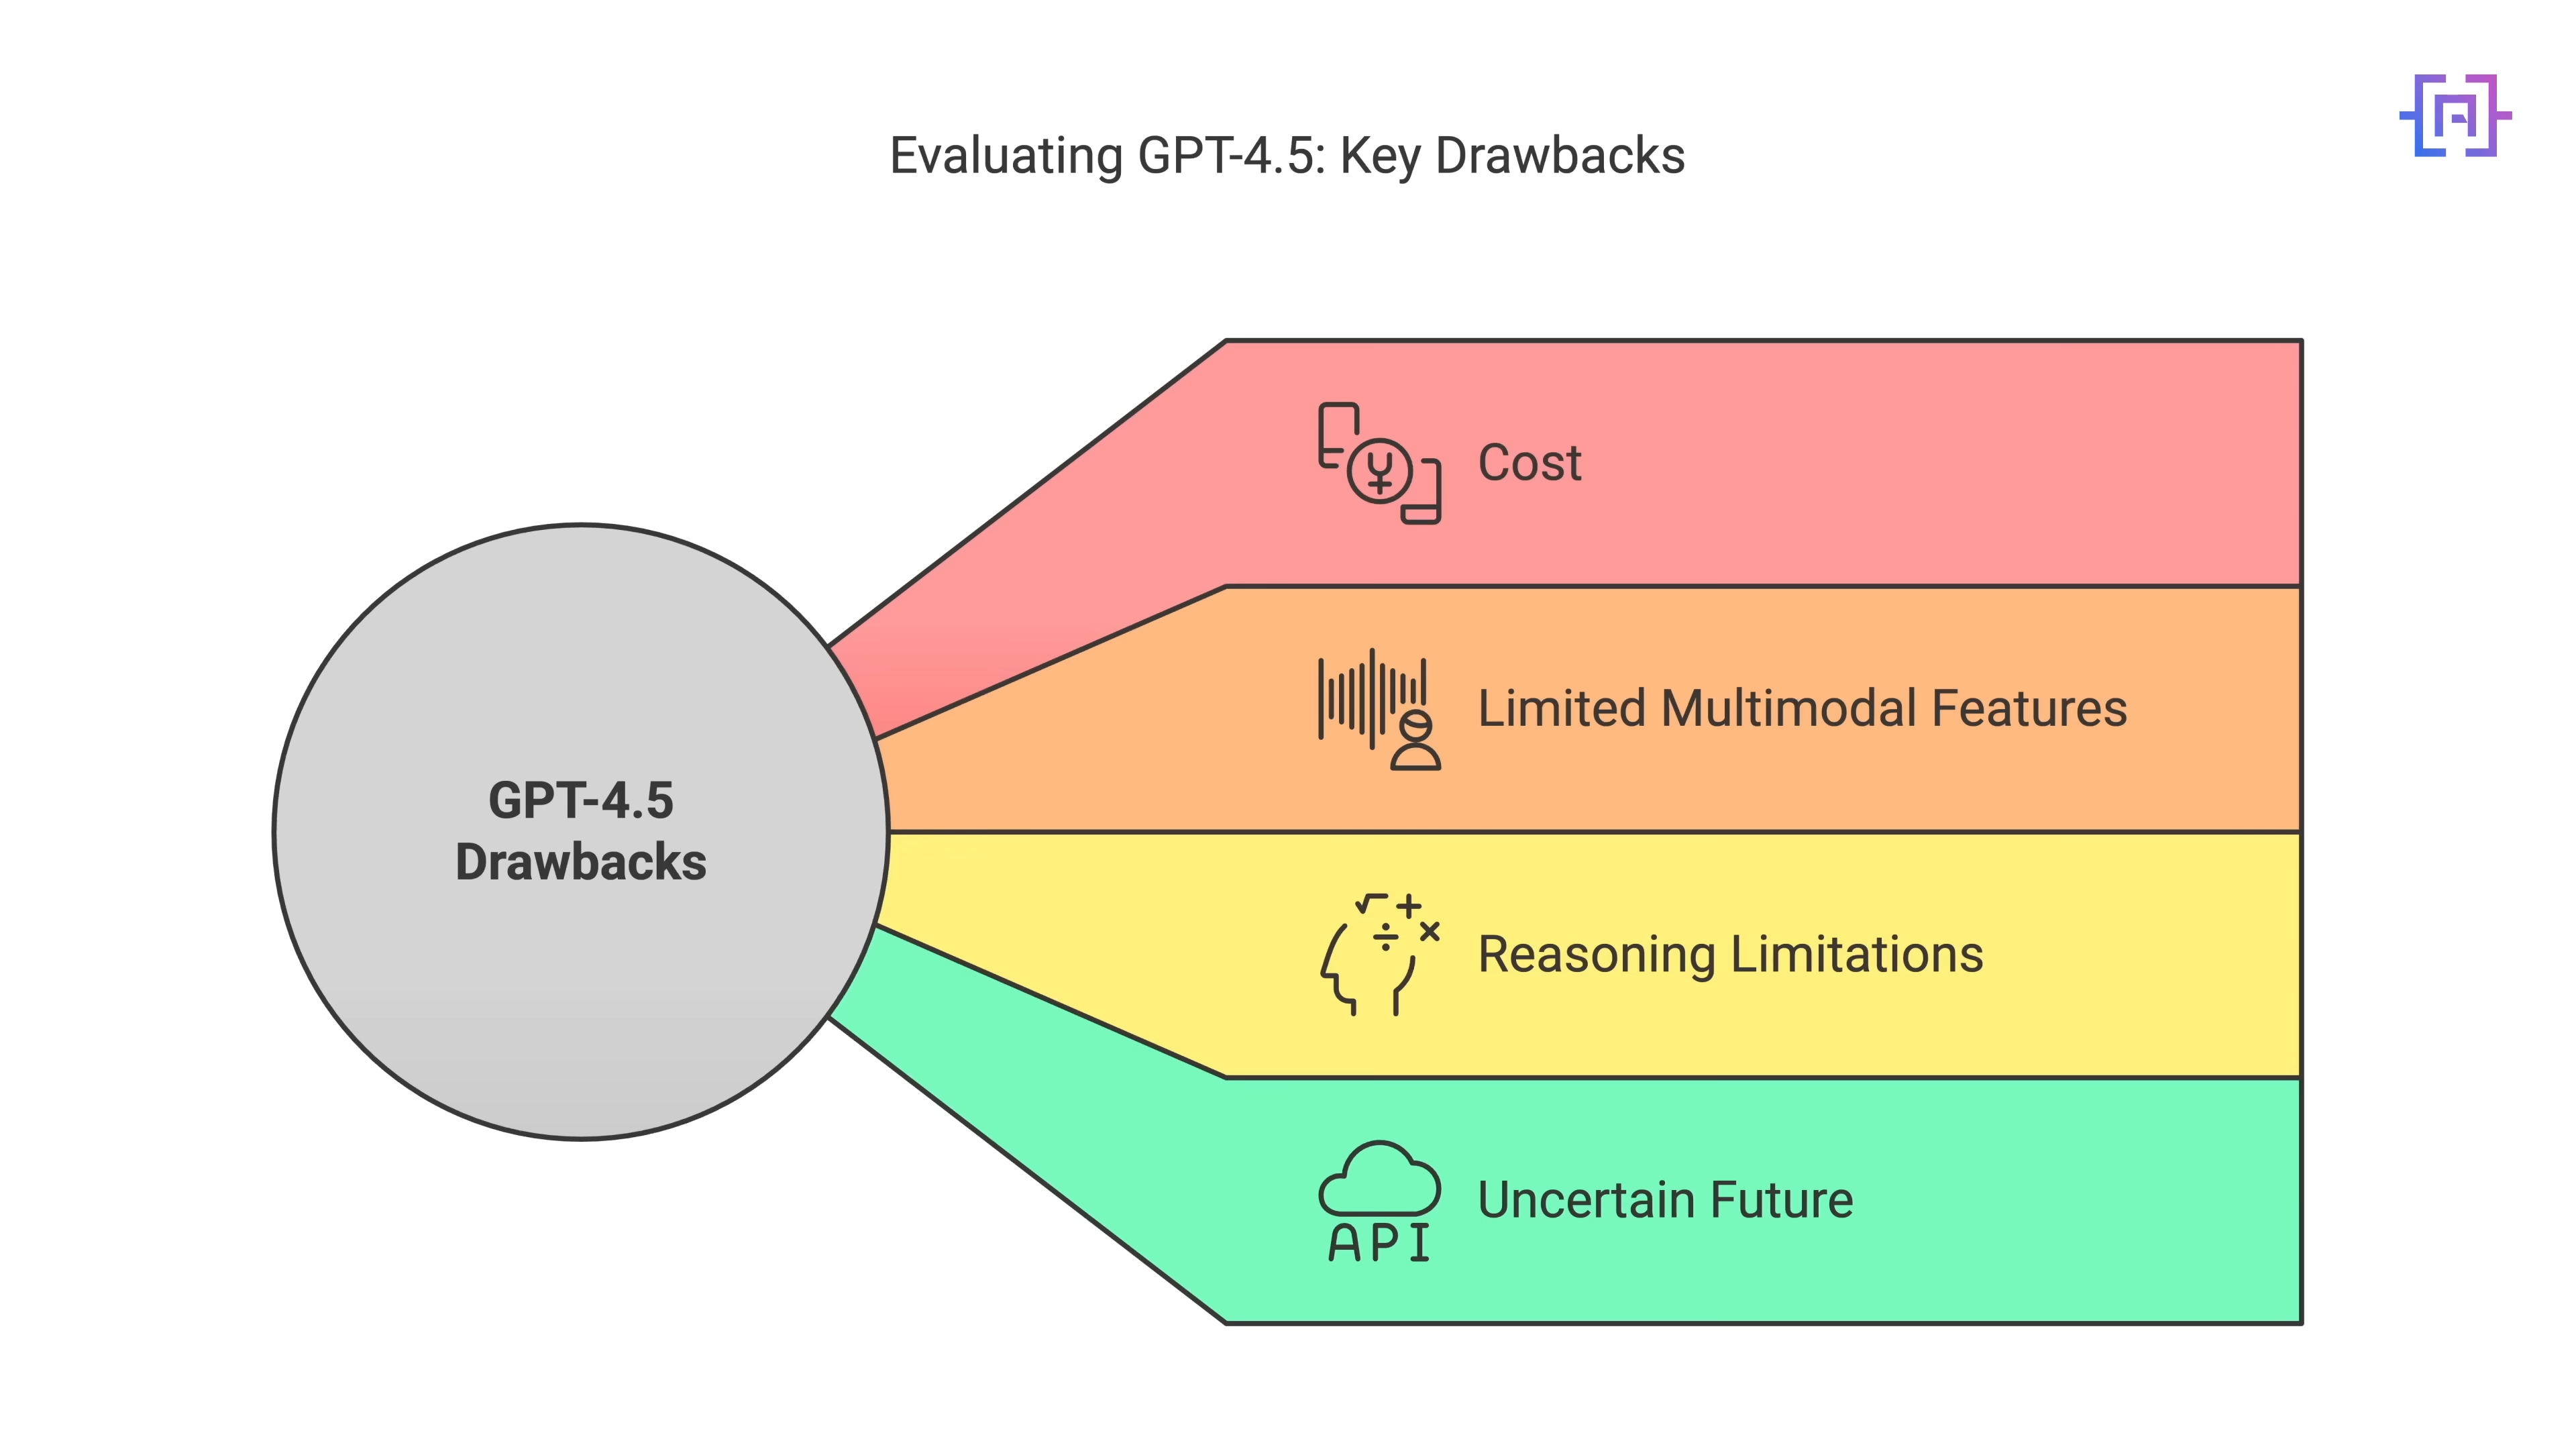 Evaluating GPT-4.5: Key Drawbacks
Cost
Limited Multimodal Features
GPT-4.5
Drawbacks
Reasoning Limitations
Uncertain Future
API